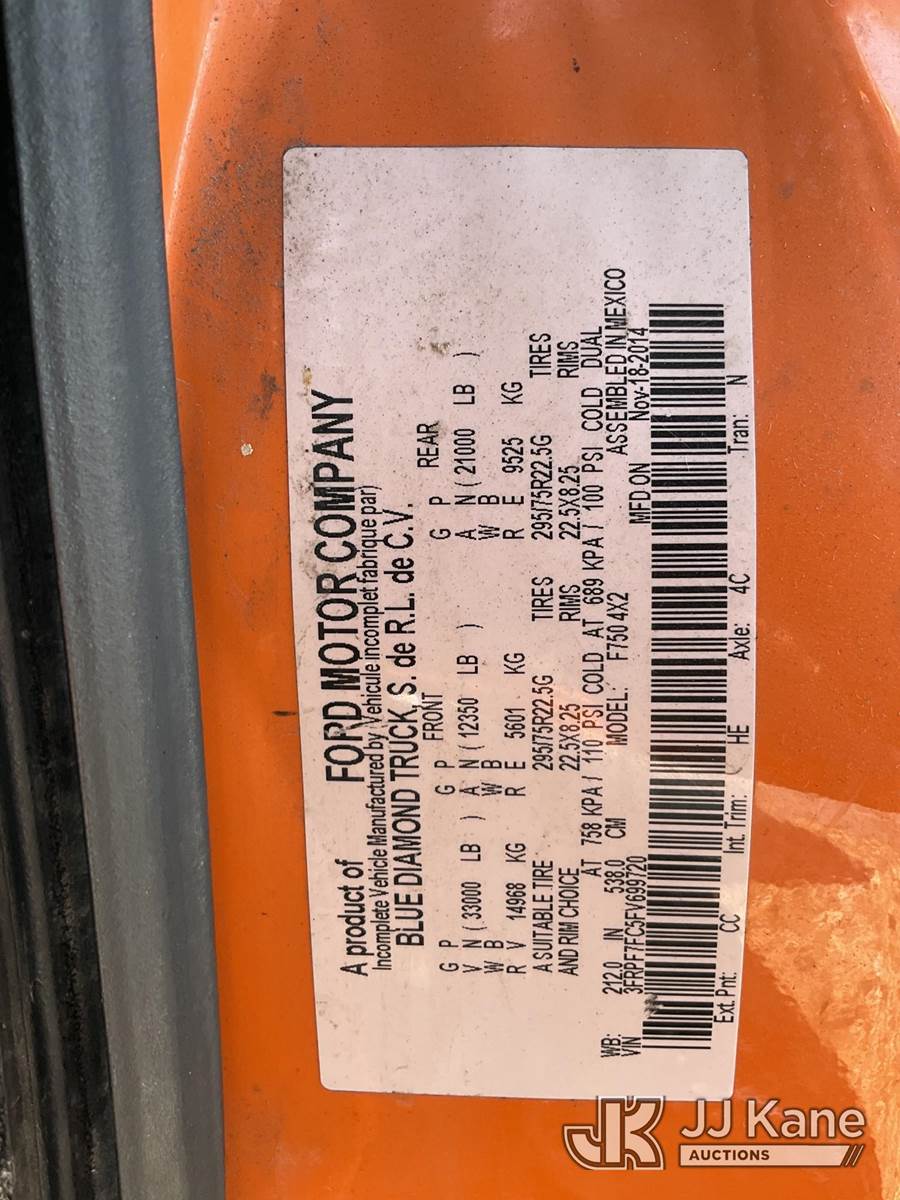 A product of FORD MOTOR COMPANY
Incomplete Vehicle Manufactured by (Vehicule incomplet fabrique par)
BLUE DIAMOND TRUCK, S. de R.L. de C.V.
FRONT REAR
G P G P G P
V N ( 33000 LB ) A N ( 12350 LB ) A N ( 21000 LB )
W B W B W B
R V 14968 KG R E 5601 KG R E 9525 KG
A SUITABLE TIRE 295/75R22.5G TIRES 295/75R22.5G TIRES
AND RIM CHOICE 22.5X8.25 RIMS 22.5X8.25 RIMS
AT 758 KPA / 110 PSI COLD AT 689 KPA / 100 PSI COLD DUAL
WB: 212.0 IN 538.0 CM MODEL: F750 4X2 ASSEMBLED IN MEXICO
VIN 3FRPF7FC5FV699720 MFD ON Nov-18-2014
Ext. Pnt: CC Int. Trim: HE Axle: 4C Tran: N
JK JJ Kane
AUCTIONS